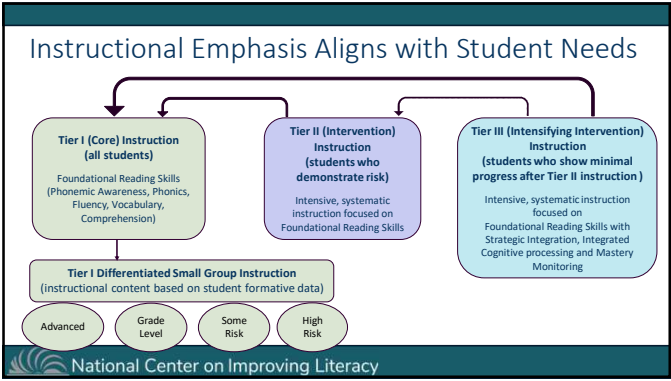 Instructional Emphasis Aligns with Student Needs
Tier I (Core) Instruction
(all students)
Foundational Reading Skills
(Phonemic Awareness, Phonics,
Fluency, Vocabulary,
Comprehension)
Tier II (Intervention)
Instruction
(students who
demonstrate risk)
Intensive, systematic
instruction focused on
Foundational Reading Skills
Tier III (Intensifying Intervention)
Instruction
(students who show minimal
progress after Tier II instruction )
Intensive, systematic instruction
focused on
Foundational Reading Skills with
Strategic Integration, Integrated
Cognitive processing and Mastery
Monitoring
Tier I Differentiated Small Group Instruction
(instructional content based on student formative data)
Advanced
Grade
Level
Some
Risk
High
Risk
National Center on Improving Literacy